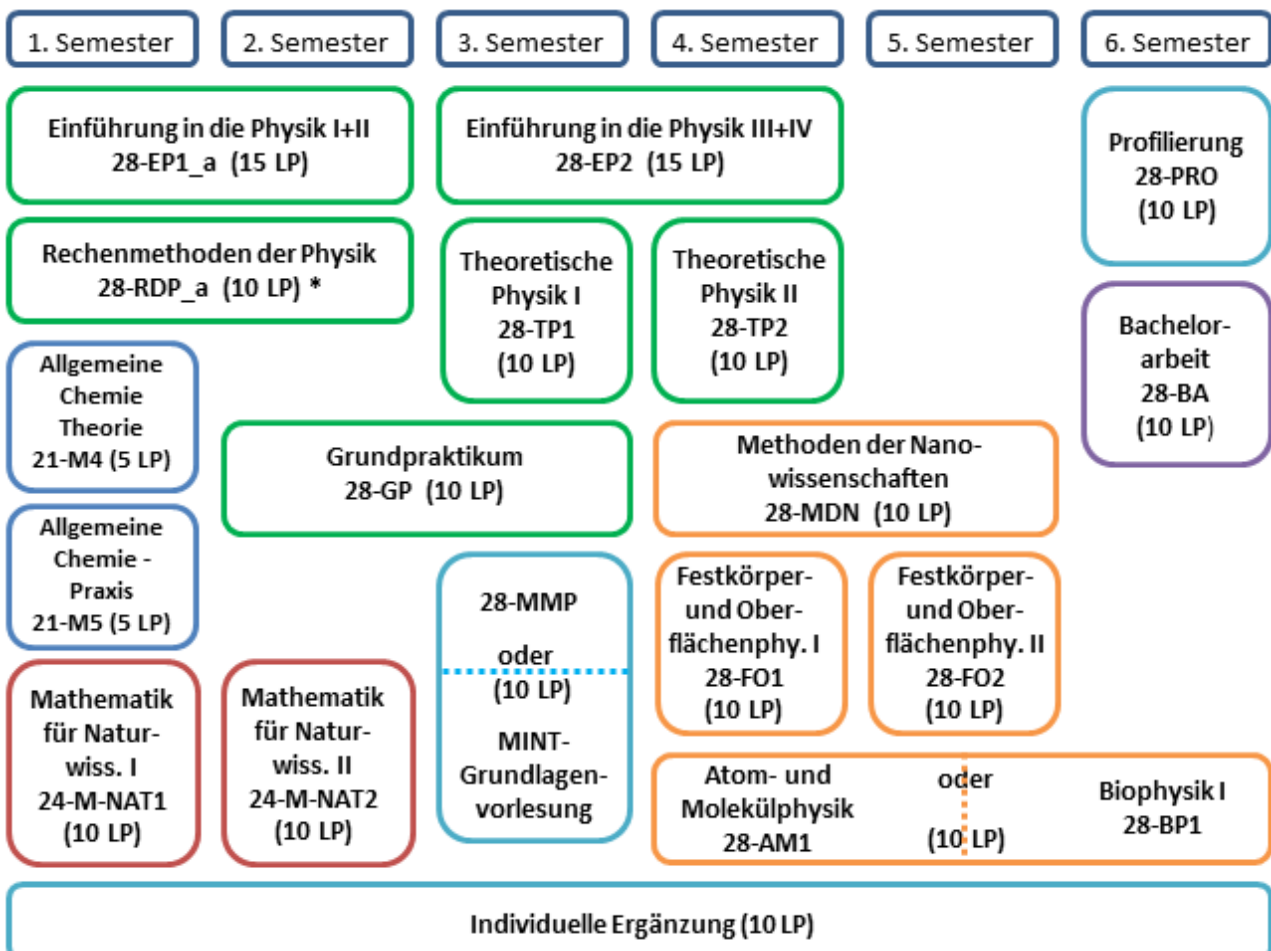 1. Semester
2. Semester
3. Semester
4. Semester
5. Semester
6. Semester
Einführung in die Physik I+II
28-EP1_a (15 LP)
Einführung in die Physik III+IV
28-EP2 (15 LP)
Profilierung
28-PRO
(10 LP)
Rechenmethoden der Physik
28-RDP_a (10 LP) *
Theoretische
Physik I
28-TP1
(10 LP)
Theoretische
Physik II
28-TP2
(10 LP)
Bachelor-
arbeit
28-BA
(10 LP)
Allgemeine
Chemie
Theorie
21-M4 (5 LP)
Grundpraktikum
28-GP (10 LP)
Methoden der Nano-
wissenschaften
28-MDN (10 LP)
Allgemeine
Chemie -
Praxis
21-M5 (5 LP)
28-MMP
oder
(10 LP)
MINT-
Grundlagen-
vorlesung
Festkörper-
und Ober-
flächenphy. I
28-FO1
(10 LP)
Festkörper-
und Ober-
flächenphy. II
28-FO2
(10 LP)
Mathematik
für Natur-
wiss. I
24-M-NAT1
(10 LP)
Mathematik
für Natur-
wiss. II
24-M-NAT2
(10 LP)
Atom- und
Molekülphysik
28-AM1
oder
(10 LP)
Biophysik I
28-BP1
Individuelle Ergänzung (10 LP)